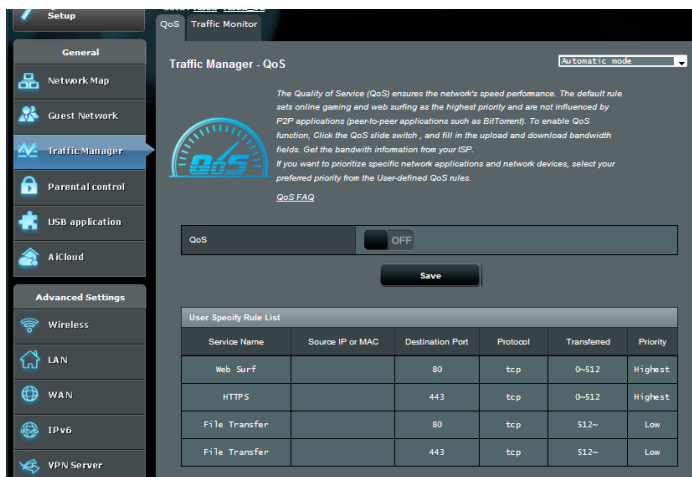 Setup
General
Network Map
Guest Network
Traffic Manager
Parental control
USB application
AiCloud
Advanced Settings
Wireless
LAN
WAN
IPv6
VPN Server
QoS Traffic Monitor
Traffic Manager - QoS
Automatic mode
The Quality of Service (QoS) ensures the network's speed perfomance. The default rule
sets online gaming and web surfing as the highest priority and are not influenced by
P2P applications (peer-to-peer applications such as BitTorrent). To enable QoS
function, Click the QoS slide switch , and fill in the upload and download bandwidth
fields. Get the bandwith information from your ISP.
If you want to prioritize specific network applications and network devices, select your
preferred priority from the User-defined QoS rules.
QoS FAQ
QoS
QoS OFF
Save
User Specify Rule List
Service Name Source IP or MAC Destination Port Protocol Transferred Priority
Web Surf 80 tcp 0~512 Highest
HTTPS 443 tcp 0~512 Highest
File Transfer 80 tcp 512~ Low
File Transfer 443 tcp 512~ Low